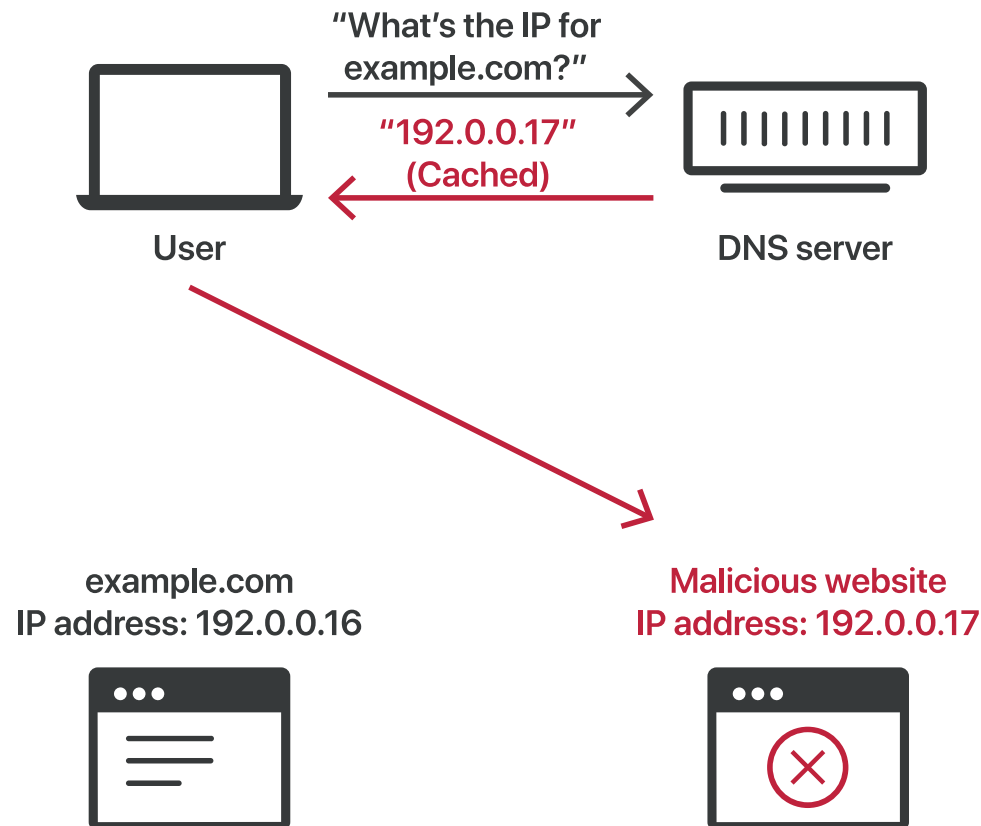 “What’s the IP for
example.com?”
“192.0.0.17”
(Cached)
User
DNS server
example.com
IP address: 192.0.0.16
Malicious website
IP address: 192.0.0.17